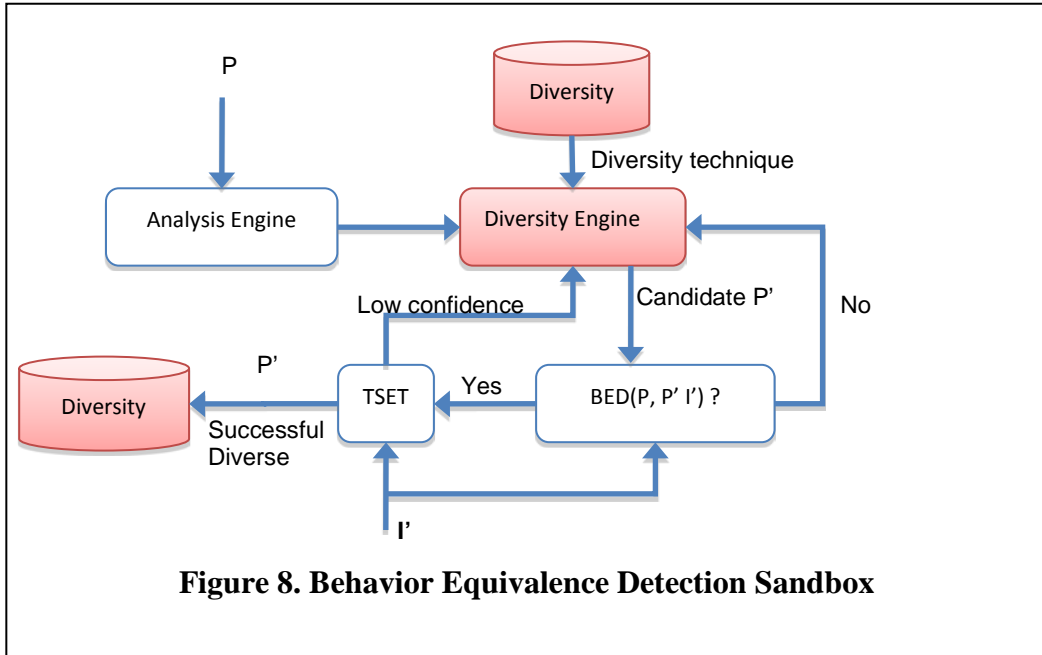 P
Diversity
Diversity technique
Analysis Engine
Diversity Engine
Low confidence
Candidate P’
No
P’
Diversity
TSET
Yes
BED(P, P’ I’) ?
Successful
Diverse
I’
Figure 8. Behavior Equivalence Detection Sandbox